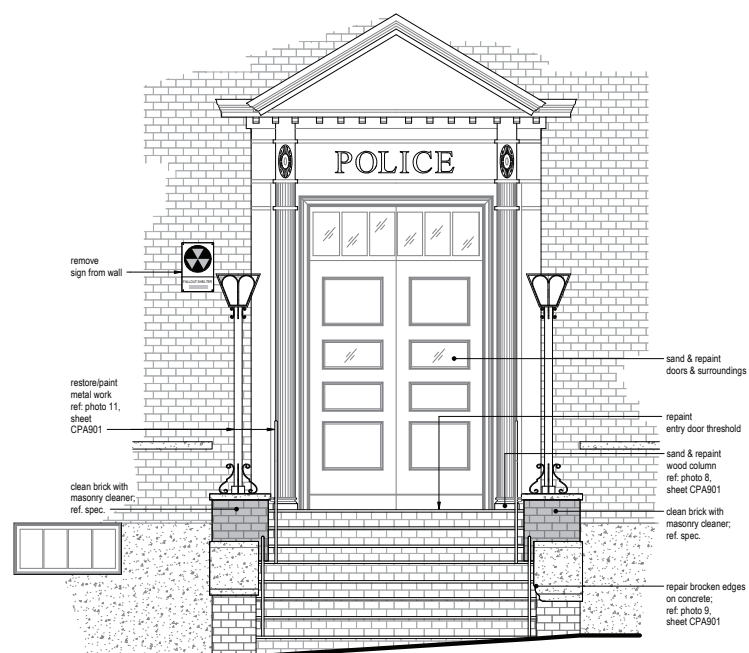 POLICE
remove
sign from wall
FALLOUT SHELTER
restore/paint
metal work
ref: photo 11,
sheet
CPA901
clean brick with
masonry cleaner;
ref. spec.
sand & repaint
doors & surroundings
repaint
entry door threshold
sand & repaint
wood column
ref: photo 8,
sheet CPA901
clean brick with
masonry cleaner;
ref. spec.
repair brocken edges
on concrete;
ref: photo 9,
sheet CPA901